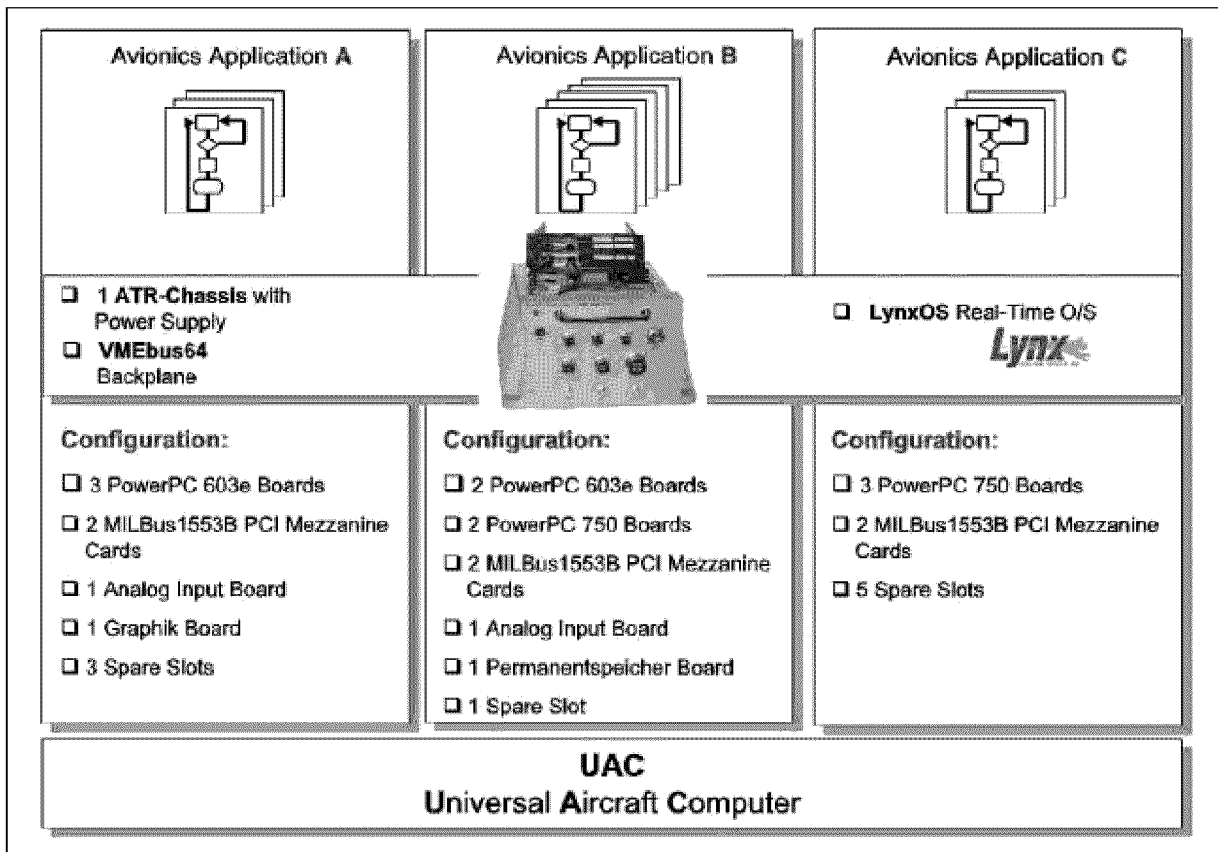 Avionics Application A
Avionics Application B
Avionics Application C
❑ 1 ATR-Chassis with
Power Supply
❑ VMEbus64
Backplane
❑ LynxOS Real-Time O/S
Lynx
Configuration:
❑ 3 PowerPC 603e Boards
❑ 2 MILBus1553B PCI Mezzanine
Cards
❑ 1 Analog Input Board
❑ 1 Graphik Board
❑ 3 Spare Slots
Configuration:
❑ 2 PowerPC 603e Boards
❑ 2 PowerPC 750 Boards
❑ 2 MILBus1553B PCI Mezzanine
Cards
❑ 1 Analog Input Board
❑ 1 Permanentspeicher Board
❑ 1 Spare Slot
Configuration:
❑ 3 PowerPC 750 Boards
❑ 2 MILBus1553B PCI Mezzanine
Cards
❑ 5 Spare Slots
UAC
Universal Aircraft Computer